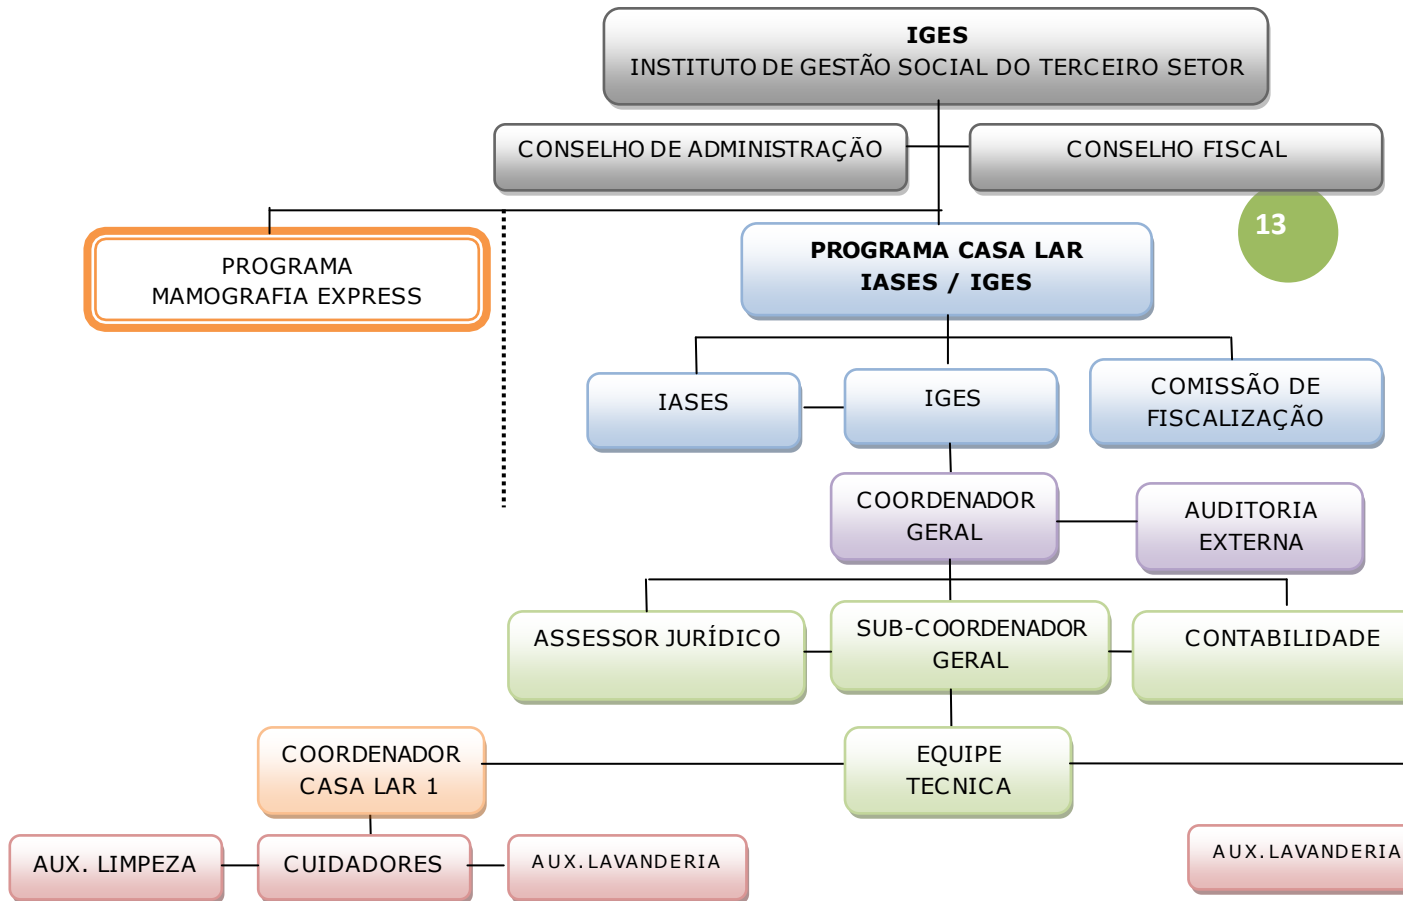 IGES
INSTITUTO DE GESTÃO SOCIAL DO TERCEIRO SETOR
CONSELHO DE ADMINISTRAÇÃO
CONSELHO FISCAL
13
PROGRAMA
MAMOGRAFIA EXPRESS
PROGRAMA CASA LAR
IASES / IGES
IASES
IGES
COMISSÃO DE
FISCALIZAÇÃO
COORDENADOR
GERAL
AUDITORIA
EXTERNA
ASSESSOR JURÍDICO
SUB-COORDENADOR
GERAL
CONTABILIDADE
COORDENADOR
CASA LAR 1
EQUIPE
TECNICA
AUX. LIMPEZA
CUIDADORES
AUX. LAVANDERIA
AUX. LAVANDERIA